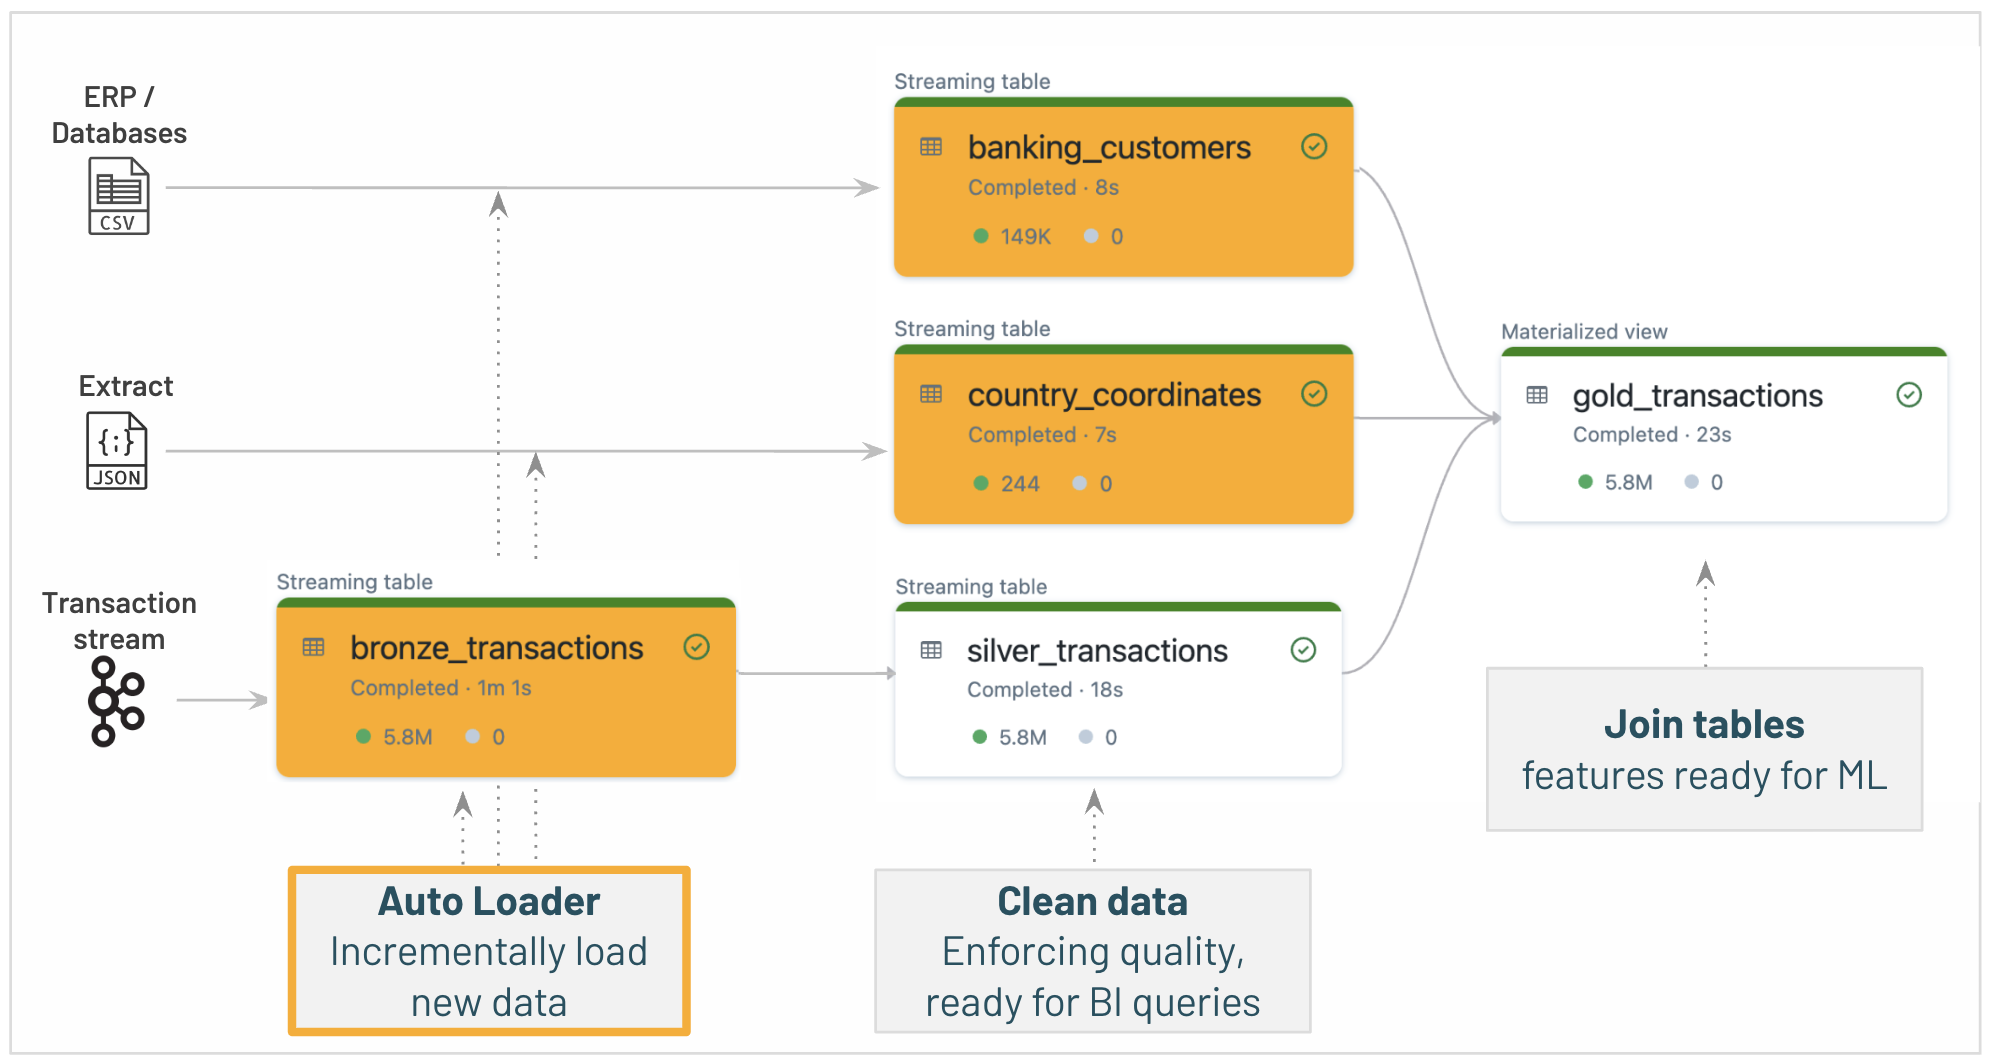 ERP /
Databases
CSV
Streaming table
banking_customers
Completed · 8s
149K 0
Extract
{;}
JSON
Streaming table
country_coordinates
Completed · 7s
244 0
Materialized view
gold_transactions
Completed · 23s
5.8M 0
Transaction
stream
Streaming table
bronze_transactions
Completed · 1m 1s
5.8M 0
Streaming table
silver_transactions
Completed · 18s
5.8M 0
Join tables
features ready for ML
Auto Loader
Incrementally load
new data
Clean data
Enforcing quality,
ready for BI queries